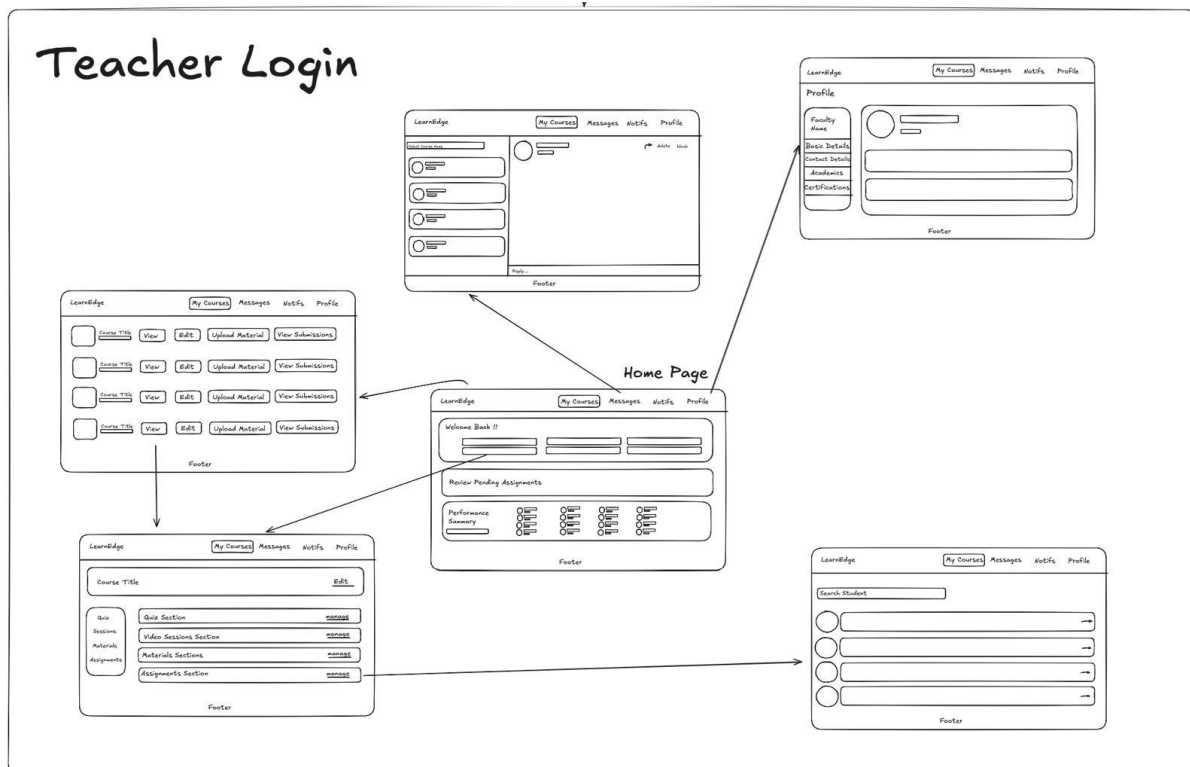 Teacher Login
LearnEdge My Courses Messages Notifs Profile
Profile
Faculty
Name
Basic Details
Contact Details
Academics
Certifications
Footer
LearnEdge My Courses Messages Notifs Profile
Select Course Name
delete block
Reply...
Footer
LearnEdge My Courses Messages Notifs Profile
Course Title View Edit Upload Material View Submissions
Course Title View Edit Upload Material View Submissions
Course Title View Edit Upload Material View Submissions
Course Title View Edit Upload Material View Submissions
Footer
Home Page
LearnEdge My Courses Messages Notifs Profile
Welcome Back !!
Review Pending Assignments
Performance
Summary
Footer
LearnEdge My Courses Messages Notifs Profile
Course Title Edit
Quiz
Sessions
Materials
Assignments
Quiz Section manage
Video Sessions Section manage
Materials Sections manage
Assignments Section manage
Footer
LearnEdge My Courses Messages Notifs Profile
Search Student
Footer